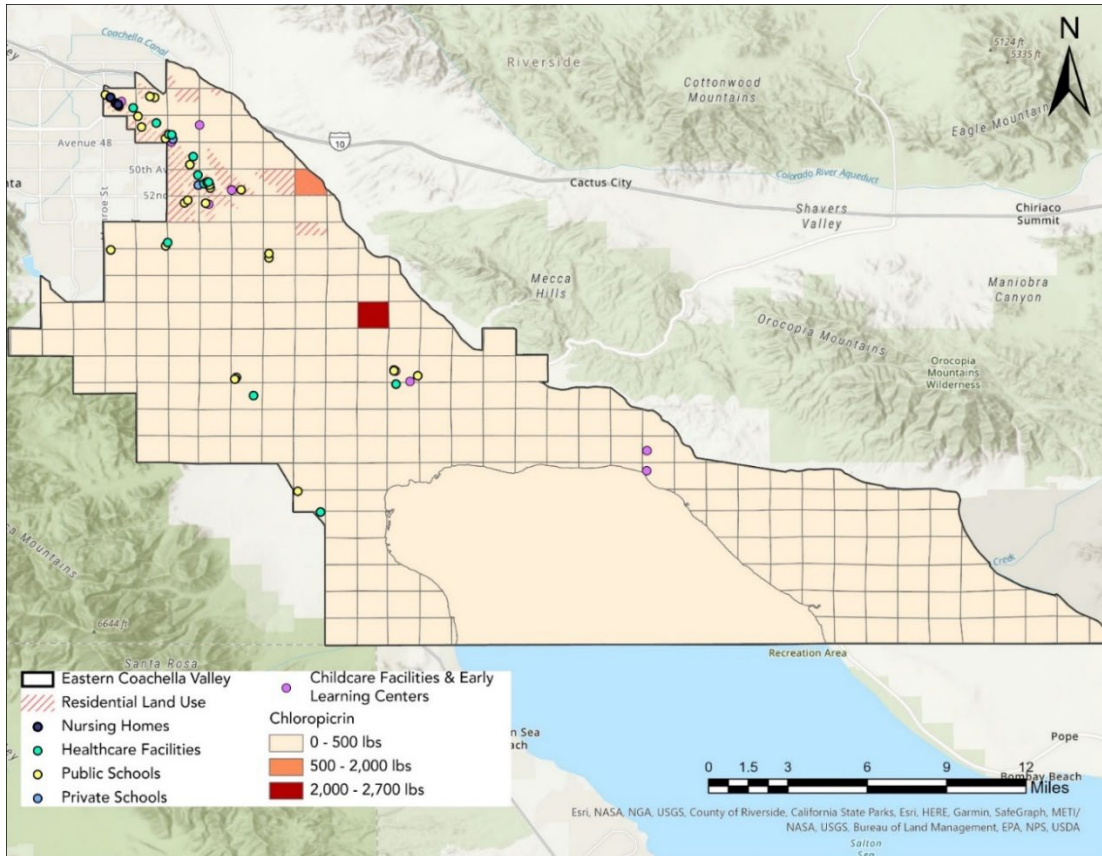 Coachella Canal
N
Riverside
5124 ft
5335 ft
Cottonwood
Mountains
Eagle Mountain
Avenue 48
10
Colorado River Aqueduct
50th Av
Cactus City
52nd
Shavers
Valley
Chiriaco
Summit
Mecca
Hills
Maniobra
Canyon
Orocopia Mountains
Orocopia
Mountains
Wilderness
Mountains
Creek
6644 ft
Santa Rosa
Recreation Area
Eastern Coachella Valley
Residential Land Use
Nursing Homes
Healthcare Facilities
Public Schools
Private Schools
Childcare Facilities & Early
Learning Centers
Chloropicrin
0 - 500 lbs
500 - 2,000 lbs
2,000 - 2,700 lbs
n Sea
ach
Pope
0 1.5 3 6 9 12
Miles
Bombay Beach
Esri, NASA, NGA, USGS, County of Riverside, California State Parks, Esri, HERE, Garmin, SafeGraph, METI/
NASA, USGS, Bureau of Land Management, EPA, NPS, USDA
Salton
Sea